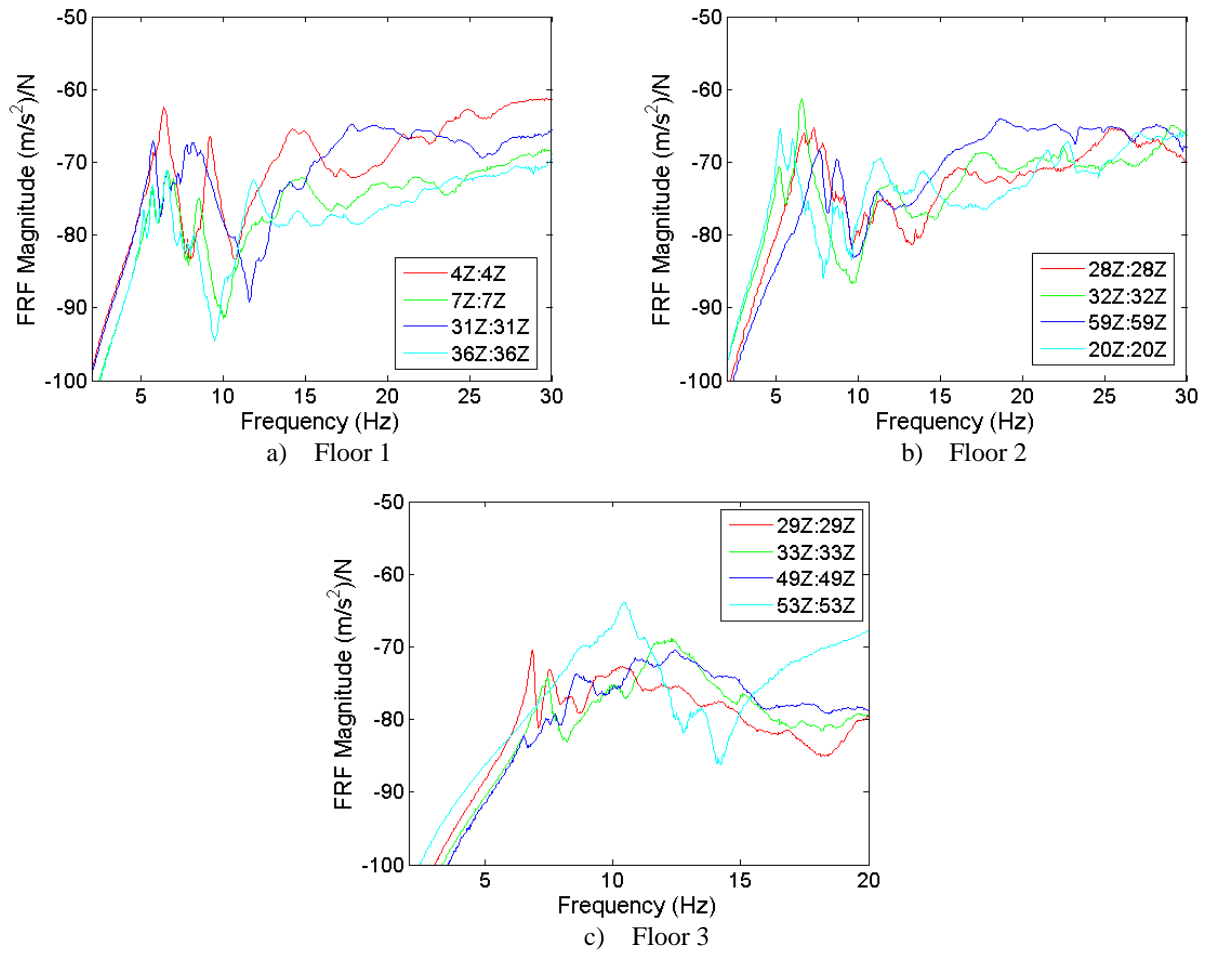 -50
-60
-70
-80
-90
-100
FRF Magnitude (m/s²)/N
5 10 15 20 25 30
Frequency (Hz)
4Z:4Z
7Z:7Z
31Z:31Z
36Z:36Z
a) Floor 1
-50
-60
-70
-80
-90
-100
FRF Magnitude (m/s²)/N
5 10 15 20 25 30
Frequency (Hz)
28Z:28Z
32Z:32Z
59Z:59Z
20Z:20Z
b) Floor 2
-50
-60
-70
-80
-90
-100
FRF Magnitude (m/s²)/N
5 10 15 20
Frequency (Hz)
29Z:29Z
33Z:33Z
49Z:49Z
53Z:53Z
c) Floor 3